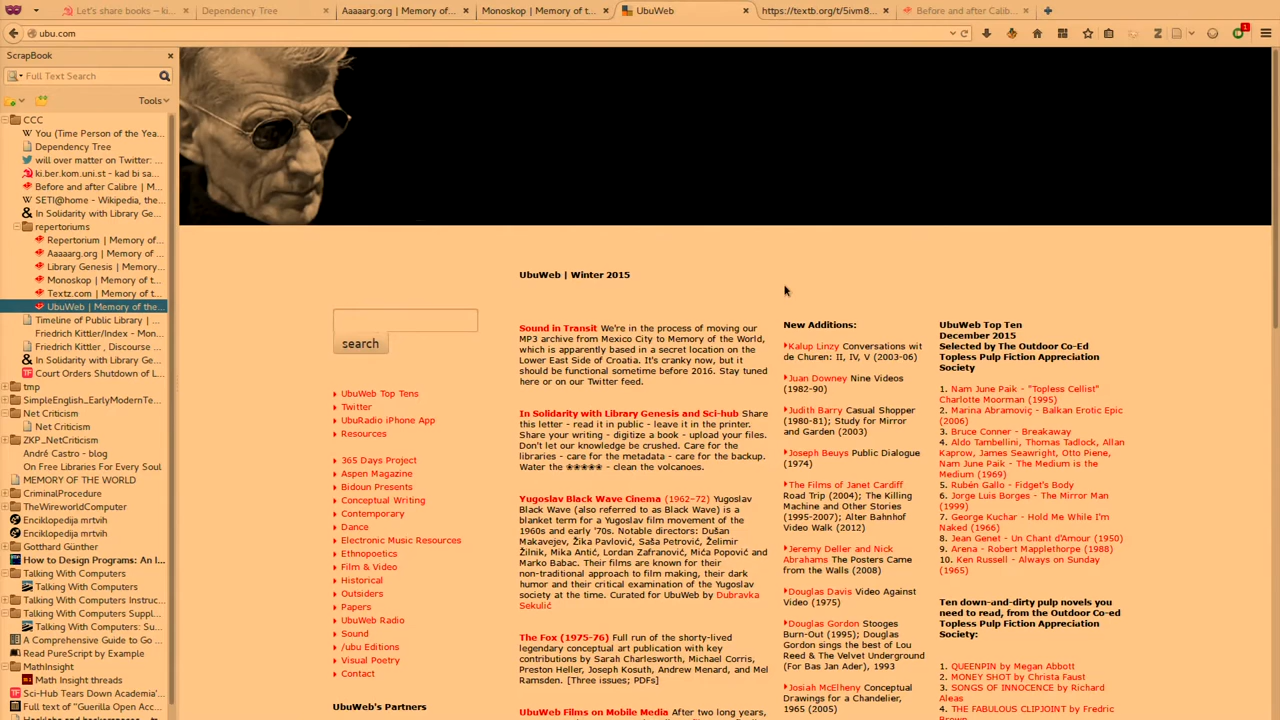 Let's share books – ki...
Dependency Tree
Aaaaarg.org | Memory of...
Monoskop | Memory of t...
UbuWeb
https://textb.org/t/5ivm8...
Before and after Calib...
ubu.com
1
ScrapBook
Full Text Search
Tools
CCC
You (Time Person of the Yea...
Dependency Tree
will over matter on Twitter: ...
ki.ber.kom.uni.st - kad bi sa...
Before and after Calibre | M...
SETI@home - Wikipedia, the...
In Solidarity with Library Ge...
repertoriums
Repertorium | Memory of...
Aaaaarg.org | Memory of ...
Library Genesis | Memory...
Monoskop | Memory of t...
Textz.com | Memory of t...
UbuWeb | Memory of the...
Timeline of Public Library | ...
Friedrich Kittler/Index - Mon...
Friedrich Kittler , Discourse ...
In Solidarity with Library Ge...
Court Orders Shutdown of L...
tmp
SimpleEnglish_EarlyModernTe...
Net Criticism
Net Criticism
ZKP_NetCriticism
André Castro - blog
On Free Libraries For Every Soul
MEMORY OF THE WORLD
CriminalProcedure
TheWireworldComputer
Enciklopedija mrtvih
Enciklopedija mrtvih
Gotthard Günther
How to Design Programs: An I...
Talking With Computers
Talking With Computers
Talking With Computers Instruc...
Talking With Computers Suppl...
Talking With Computers: Su...
A Comprehensive Guide to Go ...
Read PureScript by Example
MathInsight
Math Insight threads
Sci-Hub Tears Down Academia'...
Full text of "Guerilla Open Acc...
UbuWeb | Winter 2015
search
UbuWeb Top Tens
Twitter
UbuRadio iPhone App
Resources
365 Days Project
Aspen Magazine
Bidoun Presents
Conceptual Writing
Contemporary
Dance
Electronic Music Resources
Ethnopoetics
Film & Video
Historical
Outsiders
Papers
UbuWeb Radio
Sound
/ubu Editions
Visual Poetry
Contact
UbuWeb's Partners
Sound in Transit We're in the process of moving our
MP3 archive from Mexico City to Memory of the World,
which is apparently based in a secret location on the
Lower East Side of Croatia. It's cranky now, but it
should be functional sometime before 2016. Stay tuned
here or on our Twitter feed.
In Solidarity with Library Genesis and Sci-hub Share
this letter - read it in public - leave it in the printer.
Share your writing - digitize a book - upload your files.
Don't let our knowledge be crushed. Care for the
libraries - care for the metadata - care for the backup.
Water the ❀❀❀❀❀ - clean the volcanoes.
Yugoslav Black Wave Cinema (1962–72) Yugoslav
Black Wave (also referred to as Black Wave) is a
blanket term for a Yugoslav film movement of the
1960s and early '70s. Notable directors: Dušan
Makavejev, Žika Pavlović, Saša Petrović, Želimir
Žilnik, Mika Antić, Lordan Zafranović, Mića Popović and
Marko Babac. Their films are known for their
non-traditional approach to film making, their dark
humor and their critical examination of the Yugoslav
society at the time. Curated for UbuWeb by Dubravka
Sekulić
The Fox (1975-76) Full run of the shorty-lived
legendary conceptual art publication with key
contributions by Sarah Charlesworth, Michael Corris,
Preston Heller, Joseph Kosuth, Andrew Menard, and Mel
Ramsden. [Three issues; PDFs]
UbuWeb Films on Mobile Media After two long years,
New Additions:
Kalup Linzy Conversations wit
de Churen: II, IV, V (2003-06)
Juan Downey Nine Videos
(1982-90)
Judith Barry Casual Shopper
(1980-81); Study for Mirror
and Garden (2003)
Joseph Beuys Public Dialogue
(1974)
The Films of Janet Cardiff
Road Trip (2004); The Killing
Machine and Other Stories
(1995-2007); Alter Bahnhof
Video Walk (2012)
Jeremy Deller and Nick
Abrahams The Posters Came
from the Walls (2008)
Douglas Davis Video Against
Video (1975)
Douglas Gordon Stooges
Burn-Out (1995); Douglas
Gordon sings the best of Lou
Reed & The Velvet Underground
(For Bas Jan Ader), 1993
Josiah McElheny Conceptual
Drawings for a Chandelier,
1965 (2005)
UbuWeb Top Ten
December 2015
Selected by The Outdoor Co-Ed
Topless Pulp Fiction Appreciation
Society
1. Nam June Paik - "Topless Cellist"
Charlotte Moorman (1995)
2. Marina Abramoviç - Balkan Erotic Epic
(2006)
3. Bruce Conner - Breakaway
4. Aldo Tambellini, Thomas Tadlock, Allan
Kaprow, James Seawright, Otto Piene,
Nam June Paik - The Medium is the
Medium (1969)
5. Rubén Gallo - Fidget's Body
6. Jorge Luis Borges - The Mirror Man
(1999)
7. George Kuchar - Hold Me While I'm
Naked (1966)
8. Jean Genet - Un Chant d'Amour (1950)
9. Arena - Robert Mapplethorpe (1988)
10. Ken Russell - Always on Sunday
(1965)
Ten down-and-dirty pulp novels you
need to read, from the Outdoor Co-ed
Topless Pulp Fiction Appreciation
Society:
1. QUEENPIN by Megan Abbott
2. MONEY SHOT by Christa Faust
3. SONGS OF INNOCENCE by Richard
Aleas
4. THE FABULOUS CLIPJOINT by Fredric